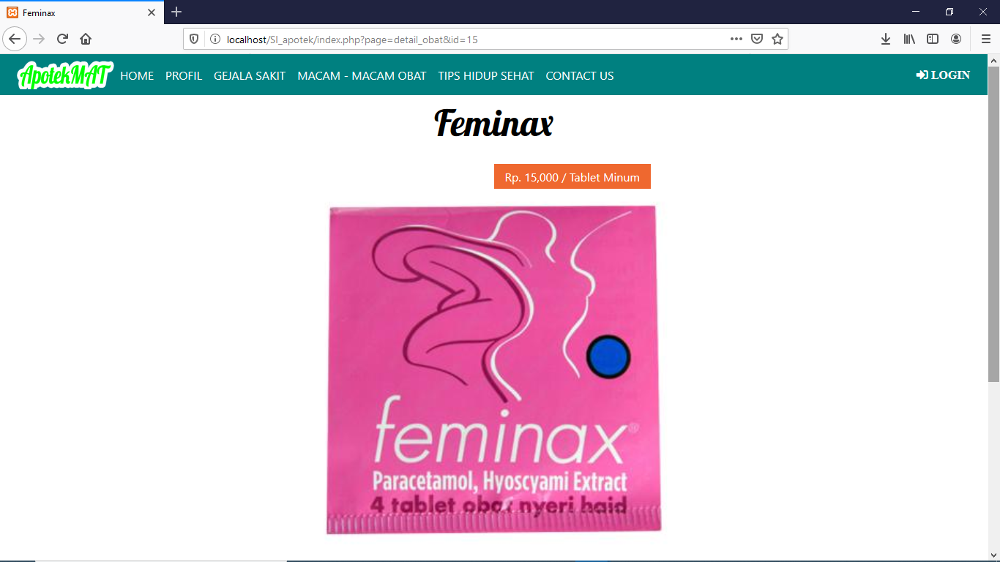 Feminax
localhost/SI_apotek/index.php?page=detail_obat&id=15
ApotekMAT HOME PROFIL GEJALA SAKIT MACAM - MACAM OBAT TIPS HIDUP SEHAT CONTACT US LOGIN
Feminax
Rp. 15,000 / Tablet Minum
feminax®
Paracetamol, Hyoscyami Extract
4 tablet obat nyeri haid